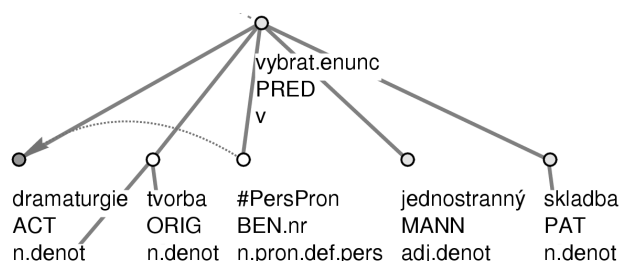 vybrat.enunc
PRED
v
dramaturgie tvorba #PersPron jednostranný skladba
ACT ORIG BEN.nr MANN PAT
n.denot n.denot n.pron.def.pers adj.denot n.denot